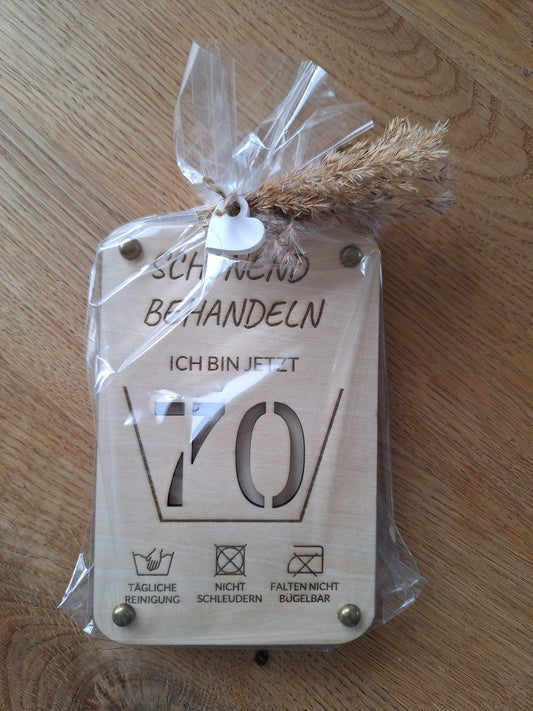 SCHONEND
BEHANDELN
ICH BIN JETZT
70
TÄGLICHE
REINIGUNG
NICHT
SCHLEUDERN
FALTEN NICHT
BÜGELBAR